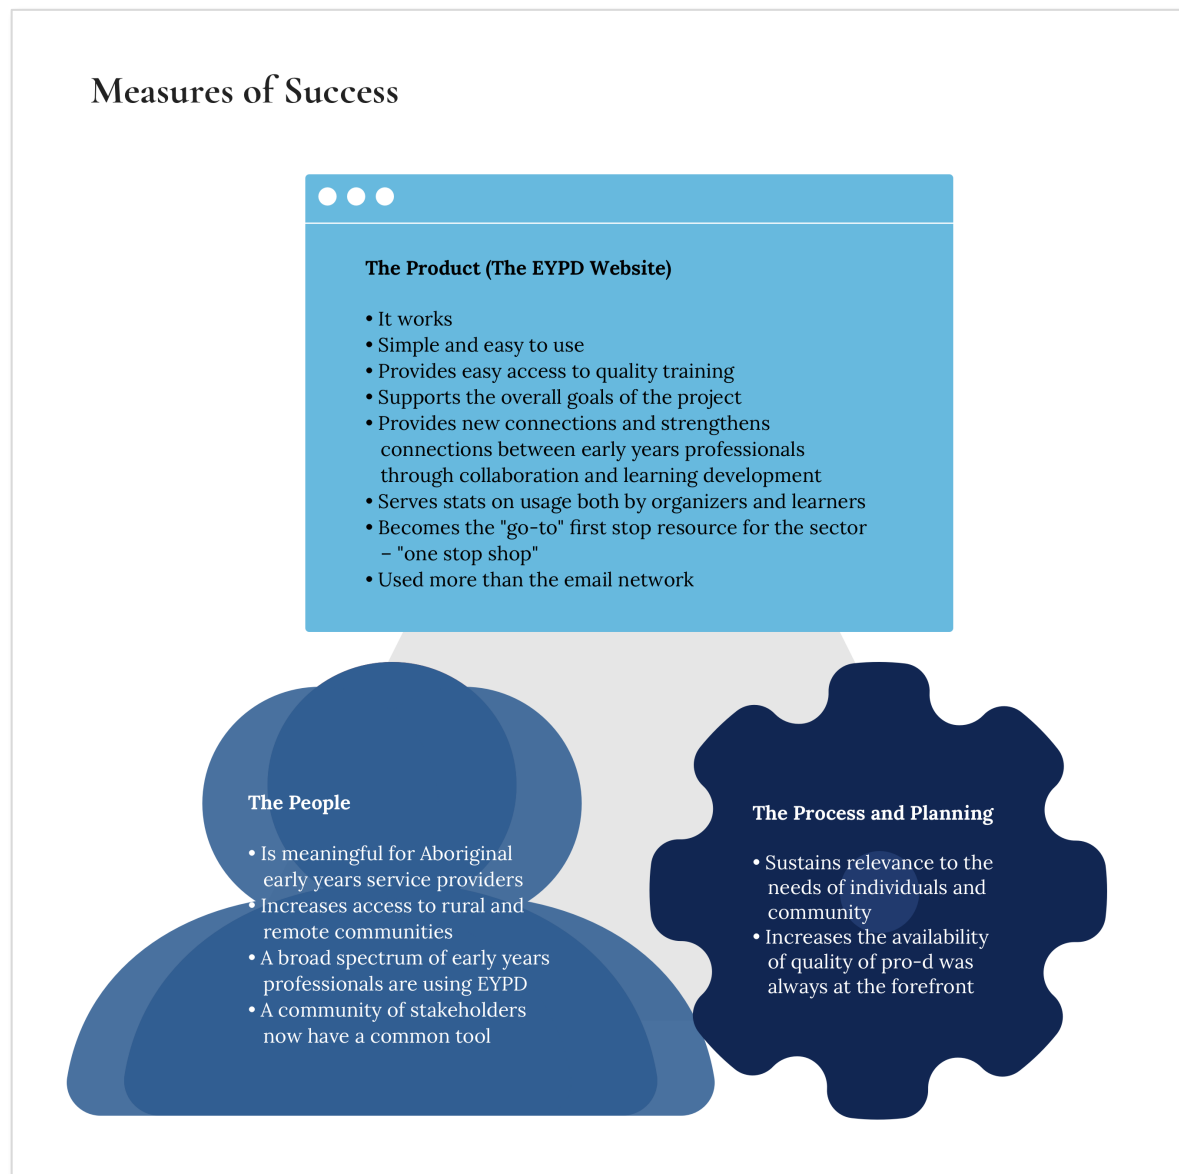 Measures of Success
The Product (The EYPD Website)
• It works
• Simple and easy to use
• Provides easy access to quality training
• Supports the overall goals of the project
• Provides new connections and strengthens
connections between early years professionals
through collaboration and learning development
• Serves stats on usage both by organizers and learners
• Becomes the "go-to" first stop resource for the sector
– "one stop shop"
• Used more than the email network
The People
• Is meaningful for Aboriginal
early years service providers
• Increases access to rural and
remote communities
• A broad spectrum of early years
professionals are using EYPD
• A community of stakeholders
now have a common tool
The Process and Planning
• Sustains relevance to the
needs of individuals and
community
• Increases the availability
of quality of pro-d was
always at the forefront